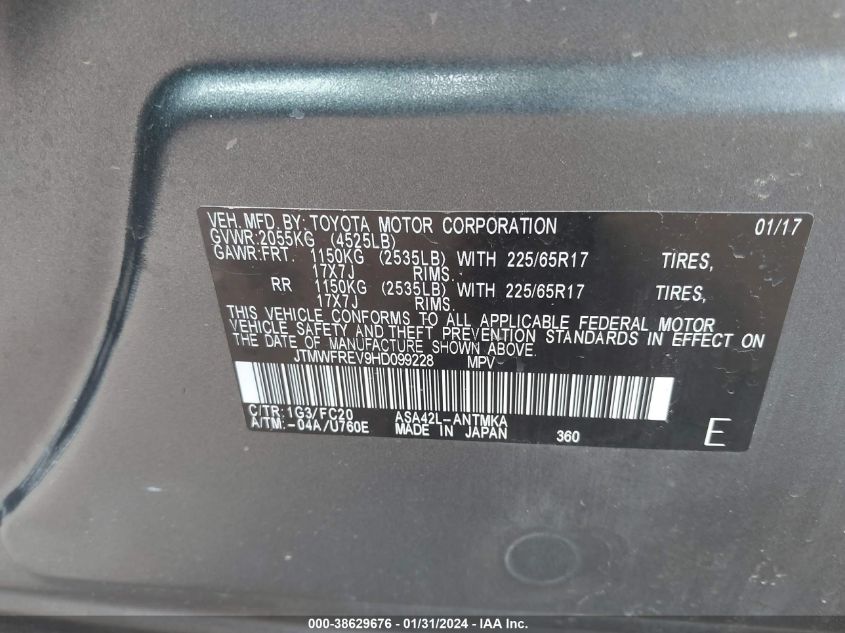 VEH. MFD BY: TOYOTA MOTOR CORPORATION 01/17
GVWR:2055KG (4525LB)
GAWR:FRT. 1150KG (2535LB) WITH 225/65R17 TIRES,
17X7J RIMS.
RR 1150KG (2535LB) WITH 225/65R17 TIRES,
17X7J RIMS.
THIS VEHICLE CONFORMS TO ALL APPLICABLE FEDERAL MOTOR
VEHICLE SAFETY AND THEFT PREVENTION STANDARDS IN EFFECT ON
THE DATE OF MANUFACTURE SHOWN ABOVE.
JTMWFREV9HD099228 MPV
C/TR:1G3/FC20 ASA42L-ANTMKA
A/TM:-04A/U760E MADE IN JAPAN 360 E
000-38629676 - 01/31/2024 - IAA Inc.